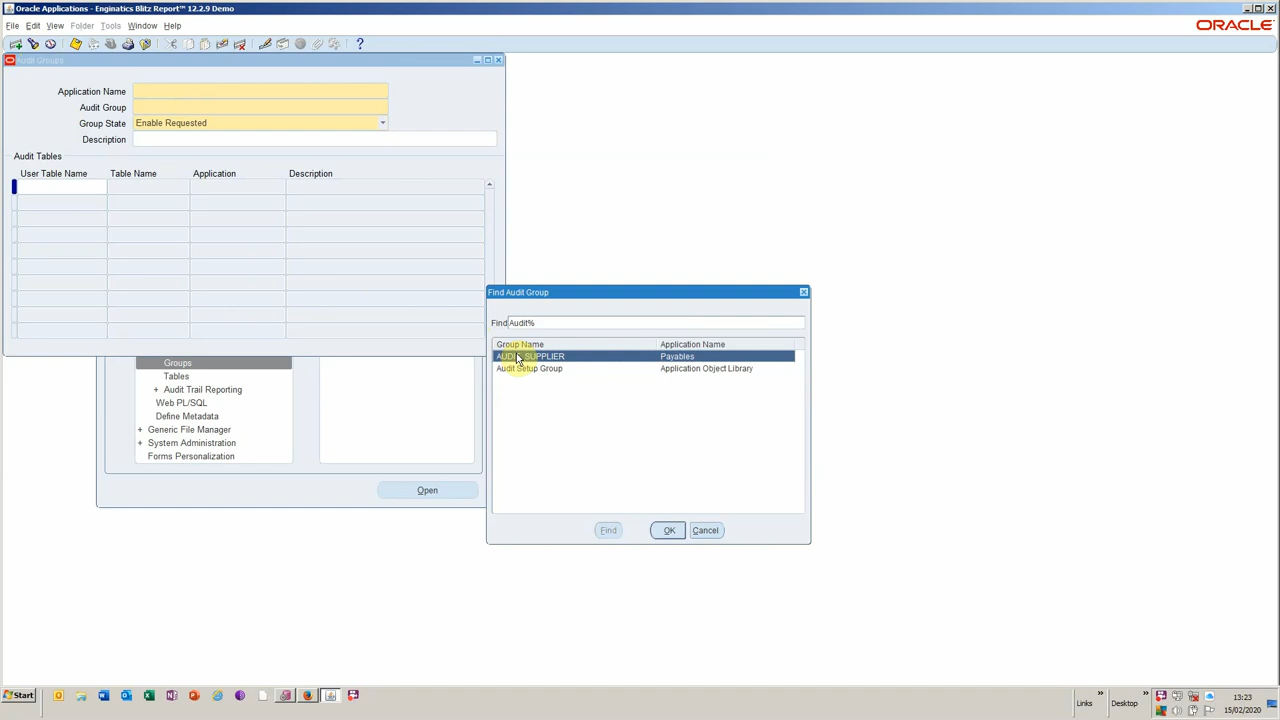 Oracle Applications - Enginatics Blitz Report™ 12.2.9 Demo
File Edit View Folder Tools Window Help
ORACLE
Audit Groups
Application Name
Audit Group
Group State Enable Requested
Description
Audit Tables
User Table Name Table Name Application Description
Find Audit Group
Find Audit%
Group Name Application Name
AUDIT SUPPLIER Payables
Audit Setup Group Application Object Library
Groups
Tables
+ Audit Trail Reporting
Web PL/SQL
Define Metadata
+ Generic File Manager
+ System Administration
Forms Personalization
Open
Find OK Cancel
Start
Links » Desktop »
13:23
15/02/2020